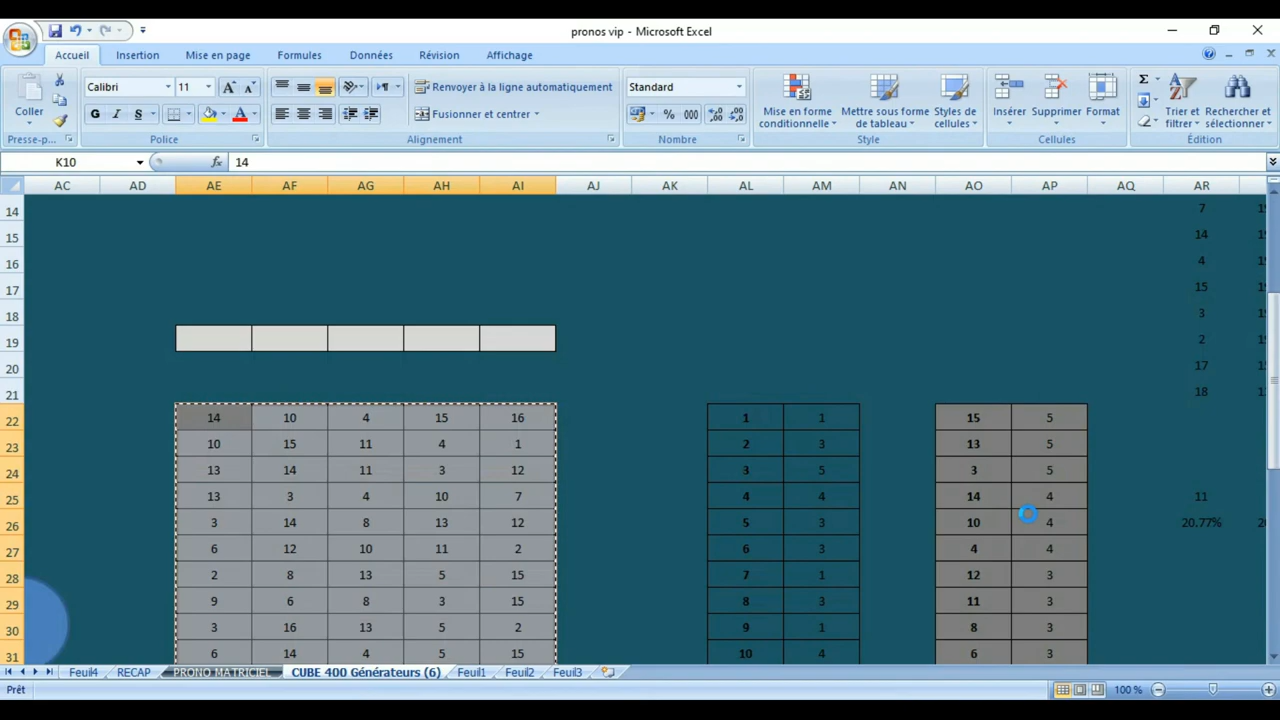 pronos vip - Microsoft Excel
Accueil Insertion Mise en page Formules Données Révision Affichage
Coller
Calibri 11
G I S
Renvoyer à la ligne automatiquement
Fusionner et centrer
Standard
% 000
Mise en forme conditionnelle
Mettre sous forme de tableau
Styles de cellules
Insérer Supprimer Format
Trier et filtrer
Rechercher et sélectionner
Presse-p... Police Alignement Nombre Style Cellules Édition
K10 fx 14
AC AD AE AF AG AH AI AJ AK AL AM AN AO AP AQ AR
14 7
15 14
16 4
17 15
18 3
19 2
20 17
21 18
22 14 10 4 15 16 1 1 15 5
23 10 15 11 4 1 2 3 13 5
24 13 14 11 3 12 3 5 3 5
25 13 3 4 10 7 4 4 14 4 11
26 3 14 8 13 12 5 3 10 4 20.77%
27 6 12 10 11 2 6 3 4 4
28 2 8 13 5 15 7 1 12 3
29 9 6 8 3 15 8 3 11 3
30 3 16 13 5 2 9 1 8 3
31 6 14 4 5 15 10 4 6 3
Feuil4 RECAP PRONO MATRICIEL CUBE 400 Générateurs (6) Feuil1 Feuil2 Feuil3
Prêt 100 %